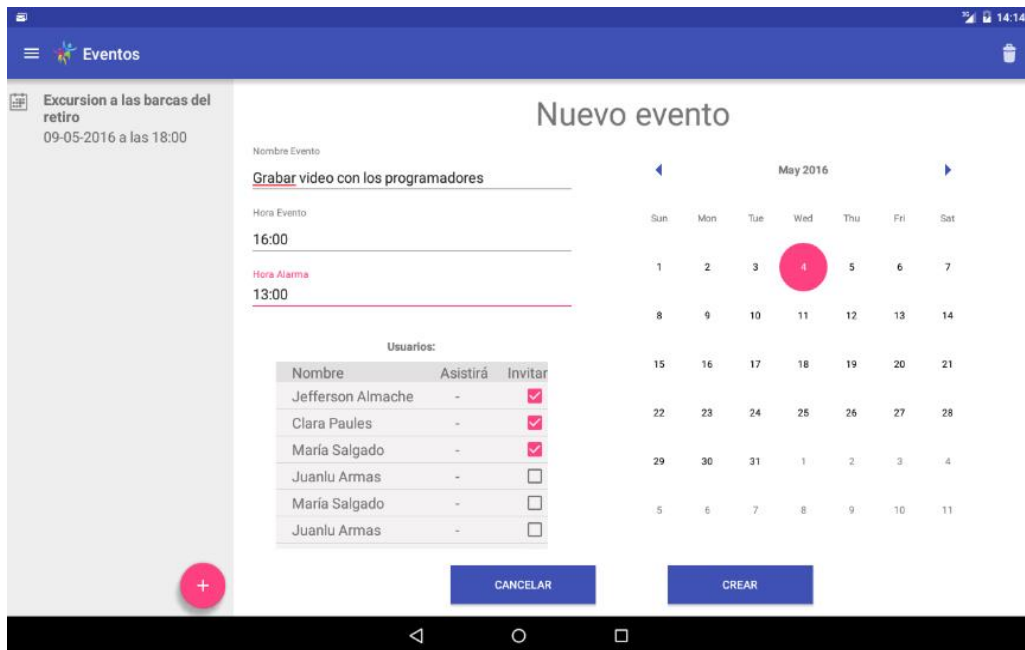 3G 14:14
Eventos
Excursion a las barcas del
retiro
09-05-2016 a las 18:00
Nuevo evento
Nombre Evento
Grabar video con los programadores
Hora Evento
16:00
Hora Alarma
13:00
Usuarios:
Nombre Asistirá Invitar
Jefferson Almache -
Clara Paules -
María Salgado -
Juanlu Armas -
María Salgado -
Juanlu Armas -
May 2016
Sun Mon Tue Wed Thu Fri Sat
1 2 3 4 5 6 7
8 9 10 11 12 13 14
15 16 17 18 19 20 21
22 23 24 25 26 27 28
29 30 31 1 2 3 4
5 6 7 8 9 10 11
+
CANCELAR CREAR